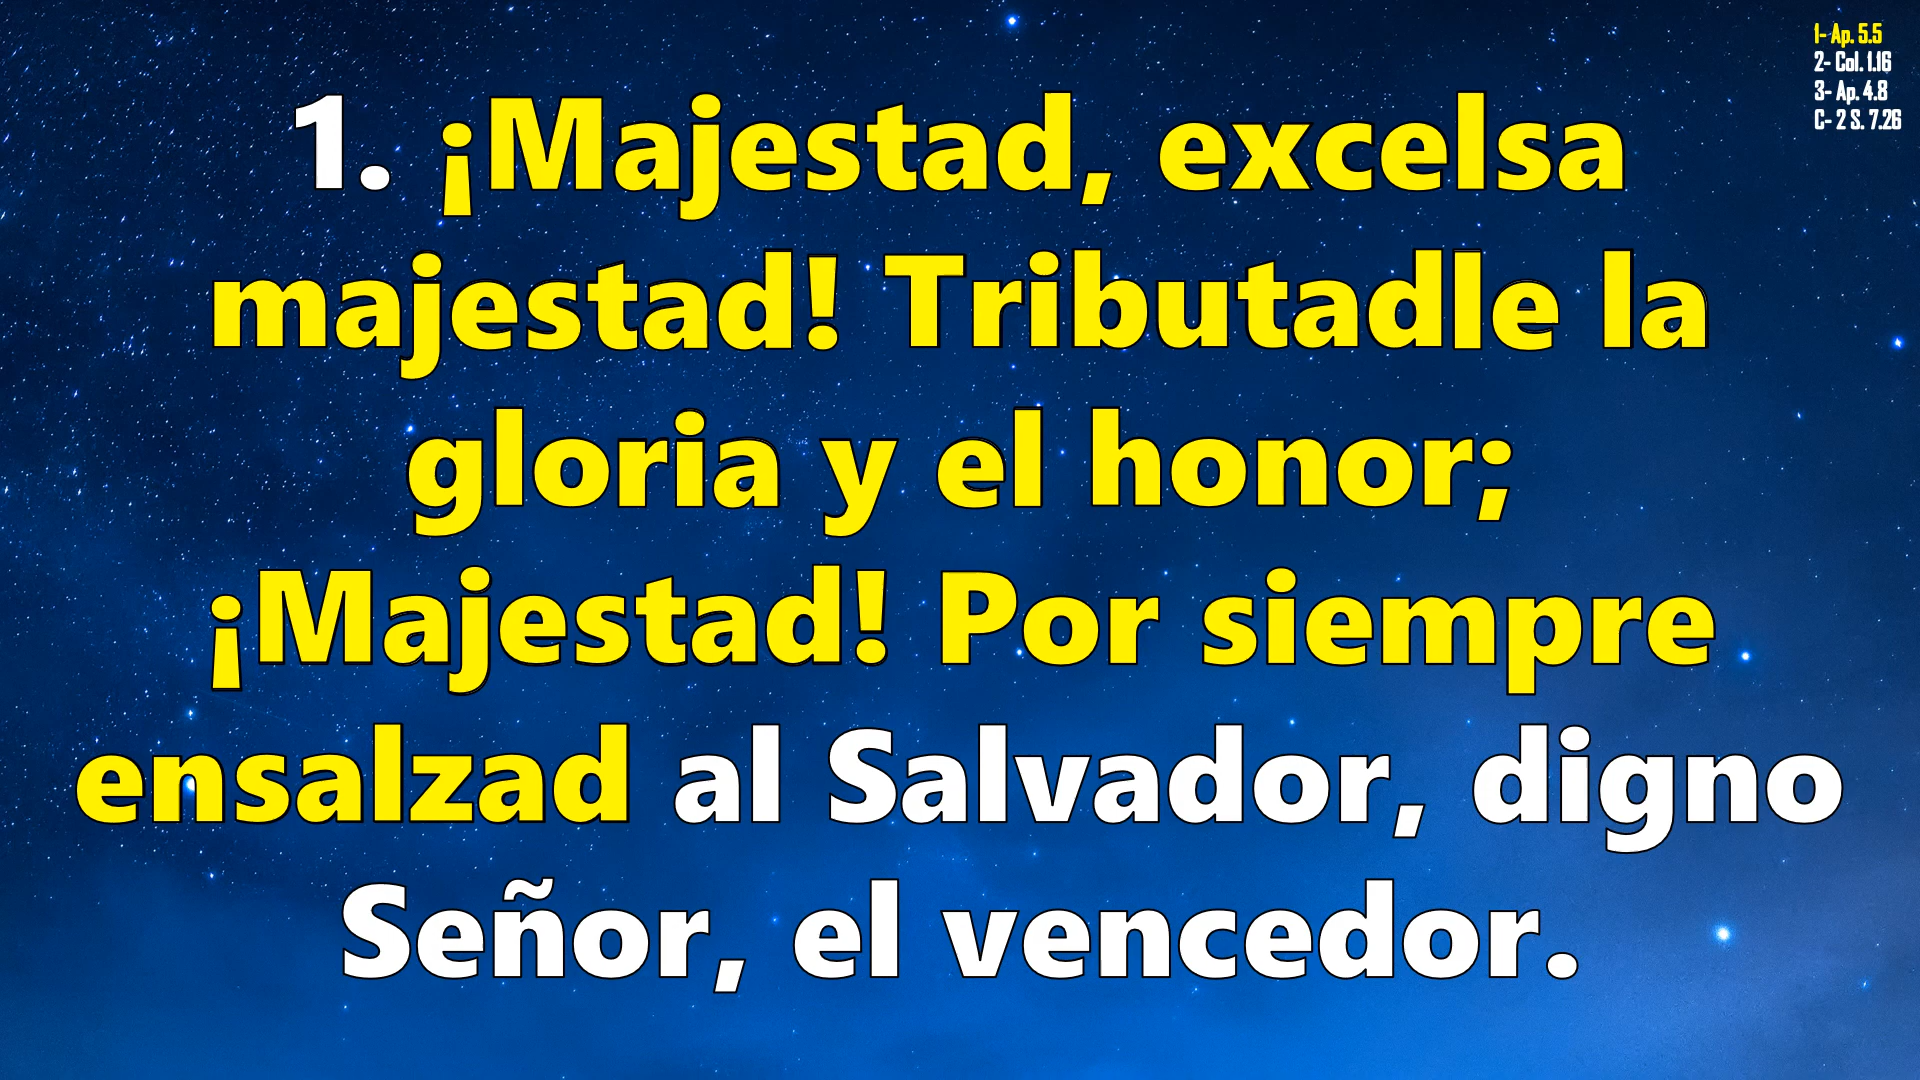 1- Ap. 5.5
2- Col. 1.16
3- Ap. 4.8
C- 2 S. 7.26
1. ¡Majestad, excelsa
majestad! Tributadle la
gloria y el honor;
¡Majestad! Por siempre
ensalzad al Salvador, digno
Señor, el vencedor.